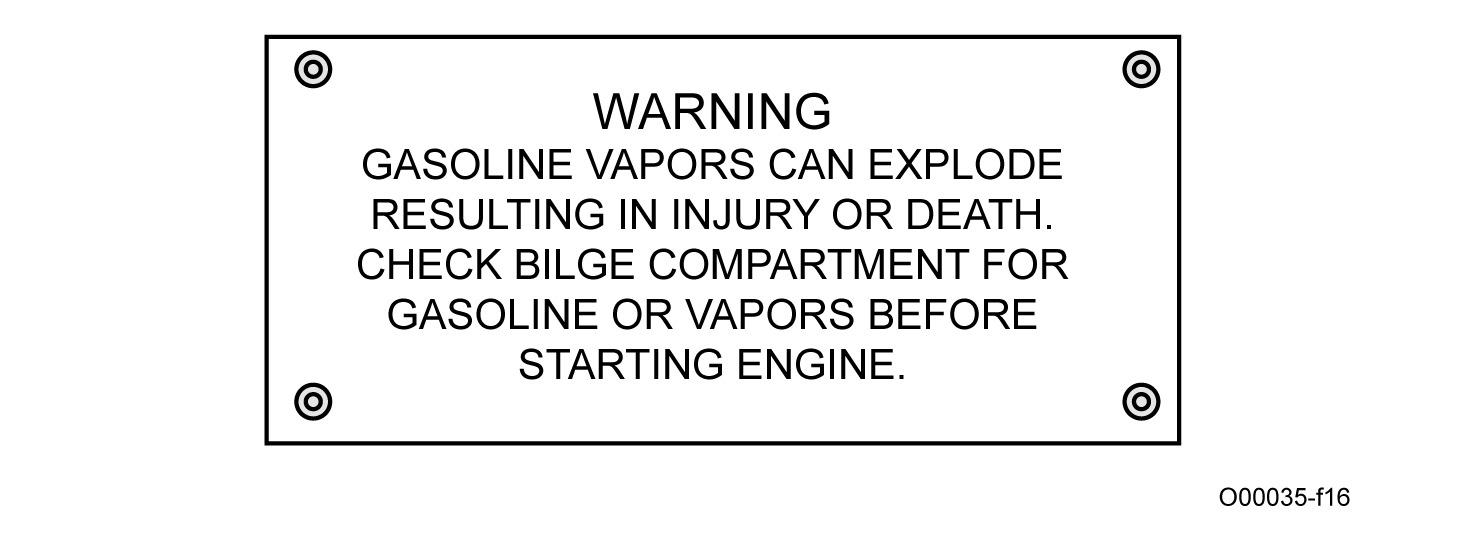 WARNING
GASOLINE VAPORS CAN EXPLODE
RESULTING IN INJURY OR DEATH.
CHECK BILGE COMPARTMENT FOR
GASOLINE OR VAPORS BEFORE
STARTING ENGINE.
O00035-f16